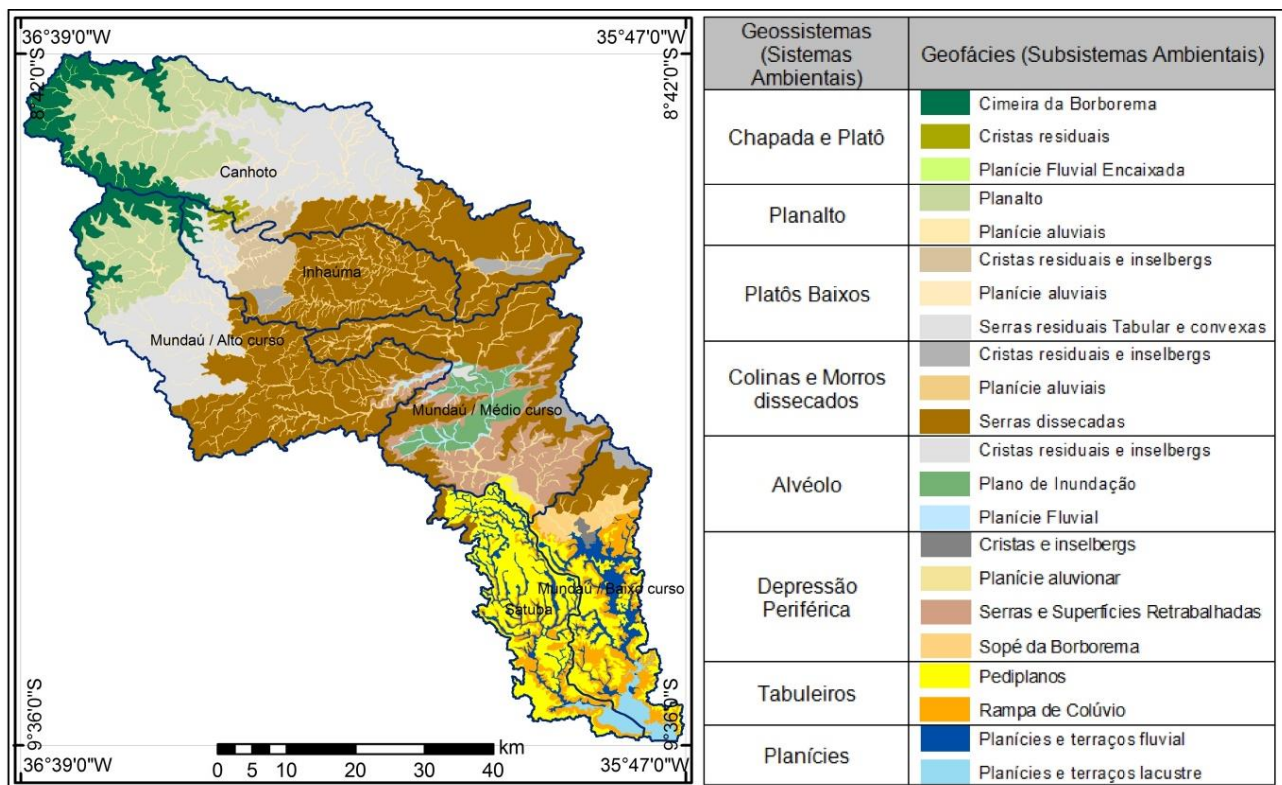 36°39'0"W
35°47'0"W
8°42'0"S
8°42'0"S
Canhoto
Inhaúma
Mundaú / Alto curso
Mundaú / Médio curso
Mundaú / Baixo curso
Satuba
9°36'0"S
9°36'0"S
km
0 5 10 20 30 40
36°39'0"W
35°47'0"W
Geossistemas
(Sistemas
Ambientais)
Geofácies (Subsistemas Ambientais)
Chapada e Platô
Cimeira da Borborema
Cristas residuais
Planície Fluvial Encaixada
Planalto
Planalto
Planície aluviais
Platôs Baixos
Cristas residuais e inselbergs
Planície aluviais
Serras residuais Tabular e convexas
Colinas e Morros
dissecados
Cristas residuais e inselbergs
Planície aluviais
Serras dissecadas
Alvéolo
Cristas residuais e inselbergs
Plano de Inundação
Planície Fluvial
Depressão
Periférica
Cristas e inselbergs
Planície aluvionar
Serras e Superfícies Retrabalhadas
Sopé da Borborema
Tabuleiros
Pediplanos
Rampa de Colúvio
Planícies
Planícies e terraços fluvial
Planícies e terraços lacustre